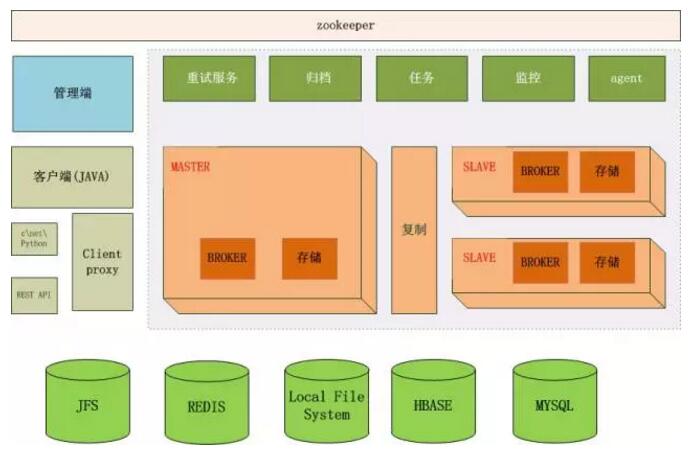 zookeeper
管理端
重试服务
归档
任务
监控
agent
客户端(JAVA)
c\net\
Python
Client
proxy
REST API
MASTER
BROKER
存储
复制
SLAVE
BROKER
存储
SLAVE
BROKER
存储
JFS
REDIS
Local File
System
HBASE
MYSQL